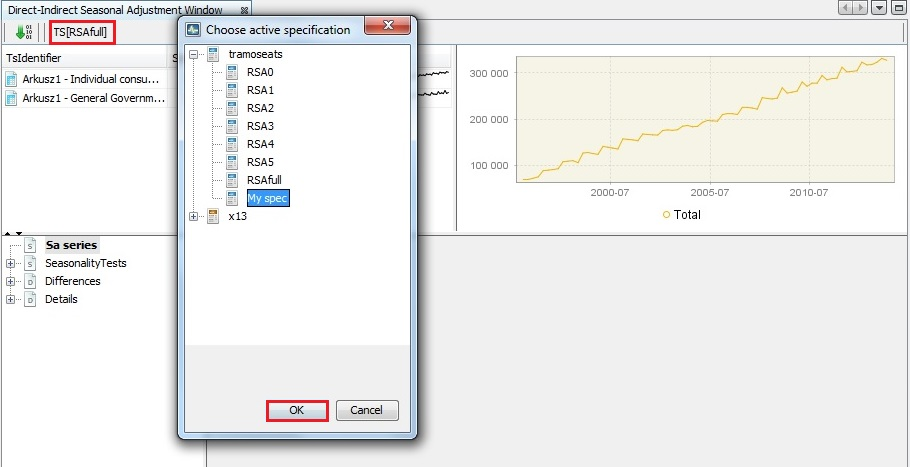 Direct-Indirect Seasonal Adjustment Window
TS[RSAfull]
TsIdentifier
S
Arkusz1 - Individual consu...
Arkusz1 - General Governm...
Choose active specification
tramoseats
RSA0
RSA1
RSA2
RSA3
RSA4
RSA5
RSAfull
My spec
x13
OK
Cancel
300 000
200 000
100 000
2000-07
2005-07
2010-07
Total
Sa series
SeasonalityTests
Differences
Details